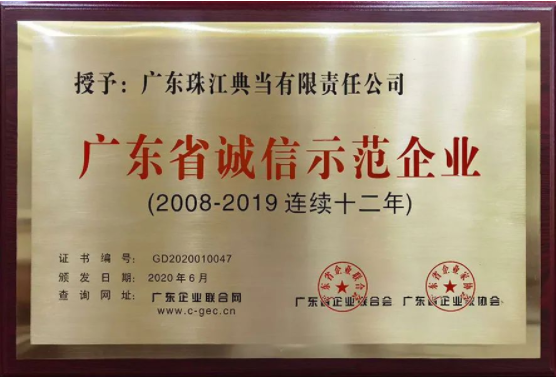 授予：广东珠江典当有限责任公司
广东省诚信示范企业
(2008-2019 连续十二年)
证书编号: GD2020010047
颁发日期: 2020年6月
查询网址: 广东企业联合网
www.c-gec.cn
广东省企业联合会
广东省企业家协会